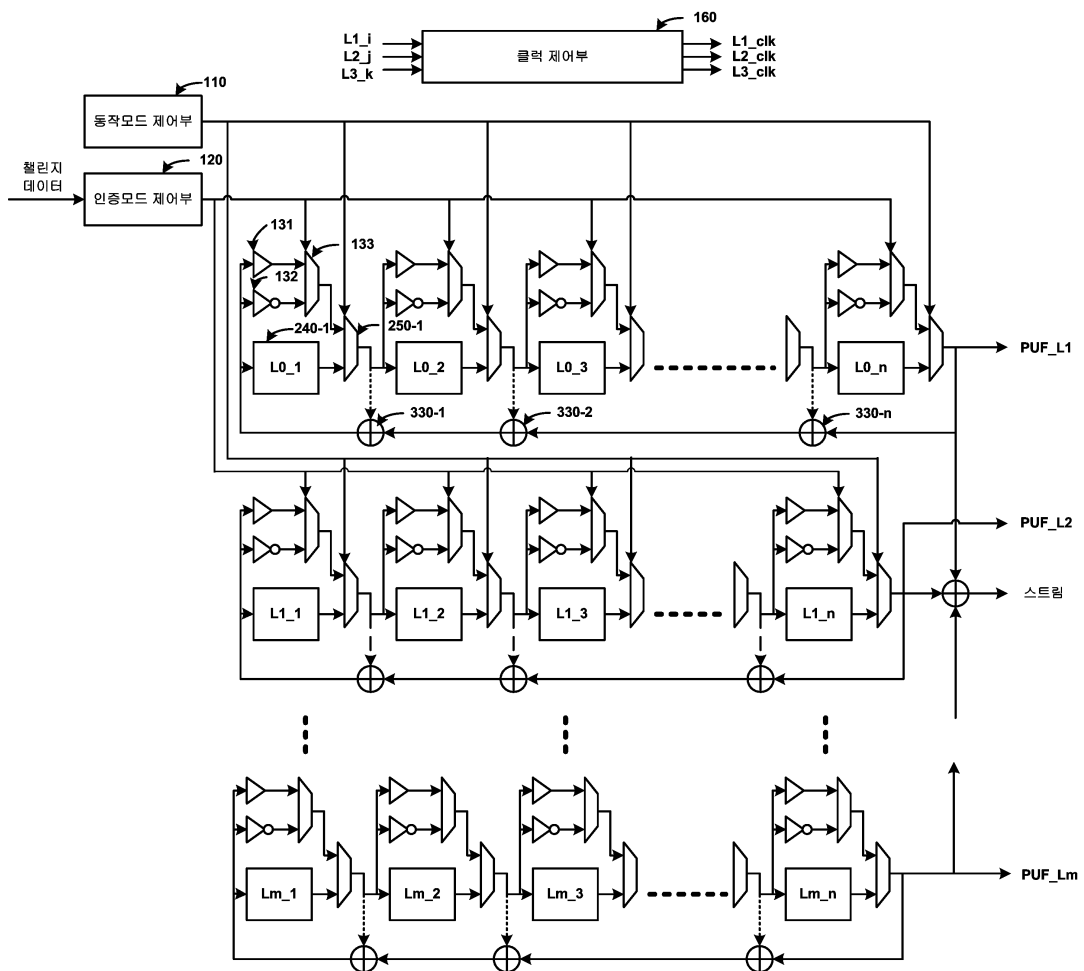 160
L1_i
L2_j
L3_k
클럭 제어부
L1_clk
L2_clk
L3_clk
110
동작모드 제어부
챌린지
데이터
120
인증모드 제어부
131
133
132
240-1
250-1
L0_1
L0_2
L0_3
L0_n
PUF_L1
330-1
330-2
330-n
PUF_L2
L1_1
L1_2
L1_3
L1_n
스트림
Lm_1
Lm_2
Lm_3
Lm_n
PUF_Lm